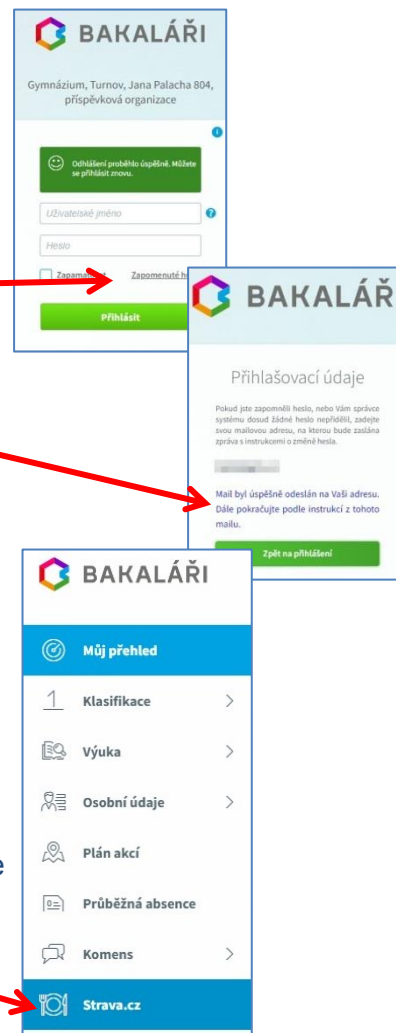 BAKALÁŘI
Gymnázium, Turnov, Jana Palacha 804,
příspěvková organizace
Odhlášení proběhlo úspěšně. Můžete
se přihlásit znovu.
Uživatelské jméno
Heslo
Zapamatovat Zapomenuté h
Přihlásit
BAKALÁŘ
Přihlašovací údaje
Pokud jste zapomněli heslo, nebo Vám správce
systému dosud žádné heslo nepřidělil, zadejte
svou mailovou adresu, na kterou bude zaslána
zpráva s instrukcemi o změně hesla.
Mail byl úspěšně odeslán na Vaši adresu.
Dále pokračujte podle instrukcí z tohoto
mailu.
Zpět na přihlášení
BAKALÁŘI
Můj přehled
1 Klasifikace
Výuka
Osobní údaje
Plán akcí
e
Průběžná absence
Komens
Strava.cz